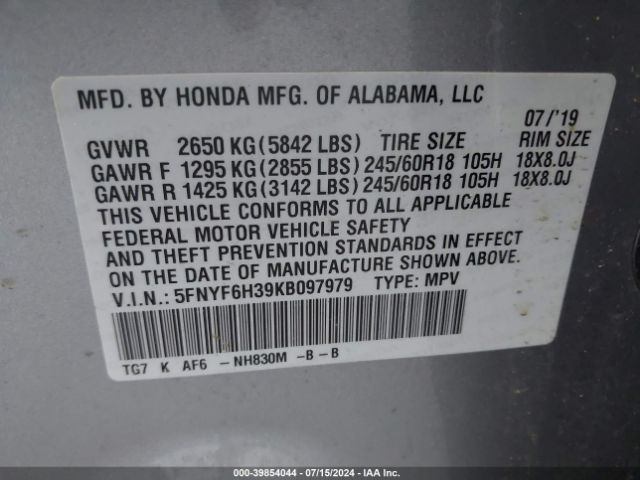 MFD. BY HONDA MFG. OF ALABAMA, LLC
07/'19
GVWR 2650 KG(5842 LBS) TIRE SIZE RIM SIZE
GAWR F 1295 KG(2855 LBS)245/60R18 105H 18X8.0J
GAWR R 1425 KG(3142 LBS)245/60R18 105H 18X8.0J
THIS VEHICLE CONFORMS TO ALL APPLICABLE
FEDERAL MOTOR VEHICLE SAFETY
AND THEFT PREVENTION STANDARDS IN EFFECT
ON THE DATE OF MANUFACTURE SHOWN ABOVE.
V.I.N.: 5FNYF6H39KB097979 TYPE: MPV
TG7 K AF6 -NH830M -B-B
000-39854044 / 07/15/2024 - IAA Inc.